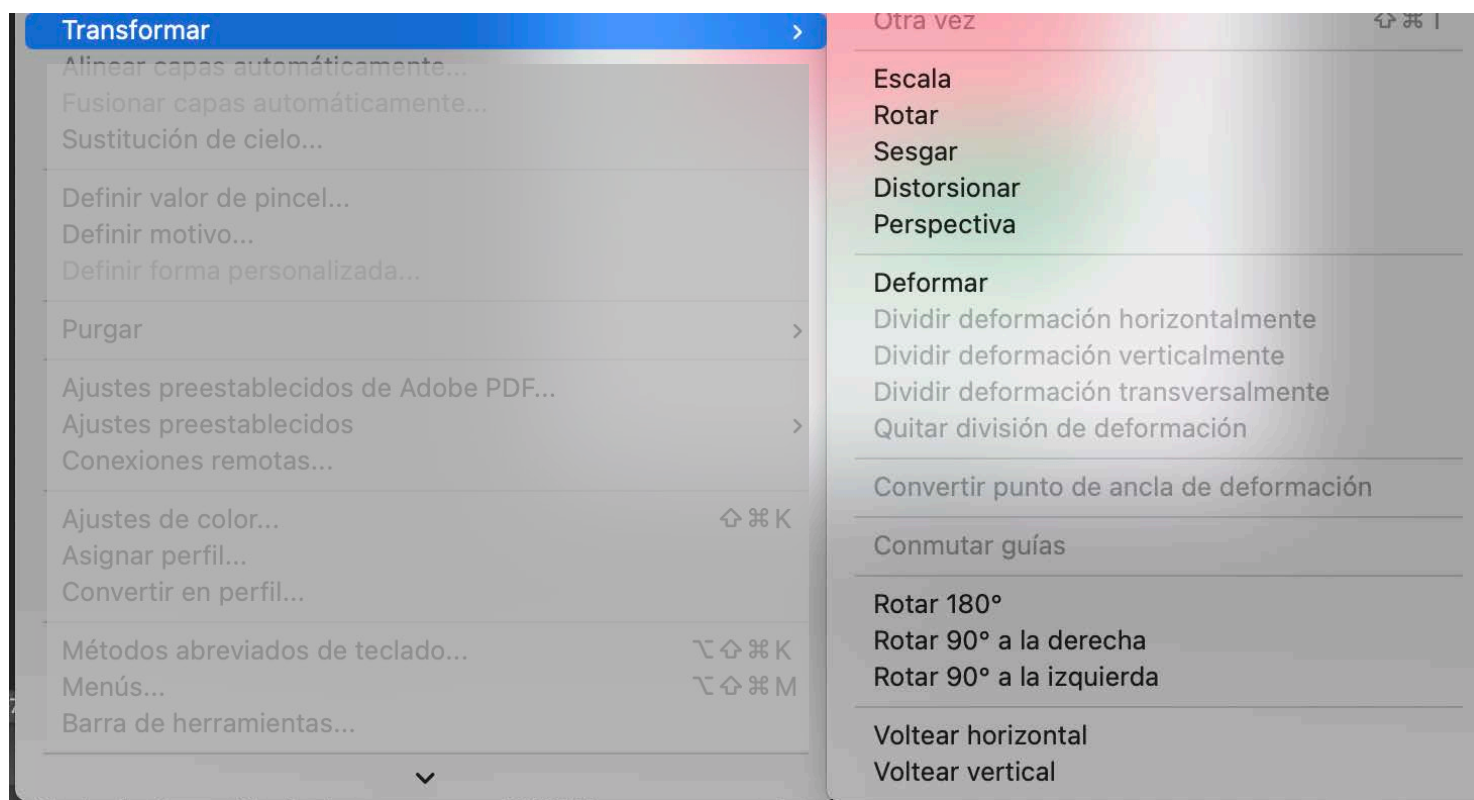 Transformar
Alinear capas automáticamente...
Fusionar capas automáticamente...
Sustitución de cielo...
Definir valor de pincel...
Definir motivo...
Definir forma personalizada...
Purgar
Ajustes preestablecidos de Adobe PDF...
Ajustes preestablecidos
Conexiones remotas...
Ajustes de color... ⇧⌘K
Asignar perfil...
Convertir en perfil...
Métodos abreviados de teclado... ⌥⇧⌘K
Menús... ⌥⇧⌘M
Barra de herramientas...
Otra vez ⇧⌘T
Escala
Rotar
Sesgar
Distorsionar
Perspectiva
Deformar
Dividir deformación horizontalmente
Dividir deformación verticalmente
Dividir deformación transversalmente
Quitar división de deformación
Convertir punto de ancla de deformación
Conmutar guías
Rotar 180°
Rotar 90° a la derecha
Rotar 90° a la izquierda
Voltear horizontal
Voltear vertical